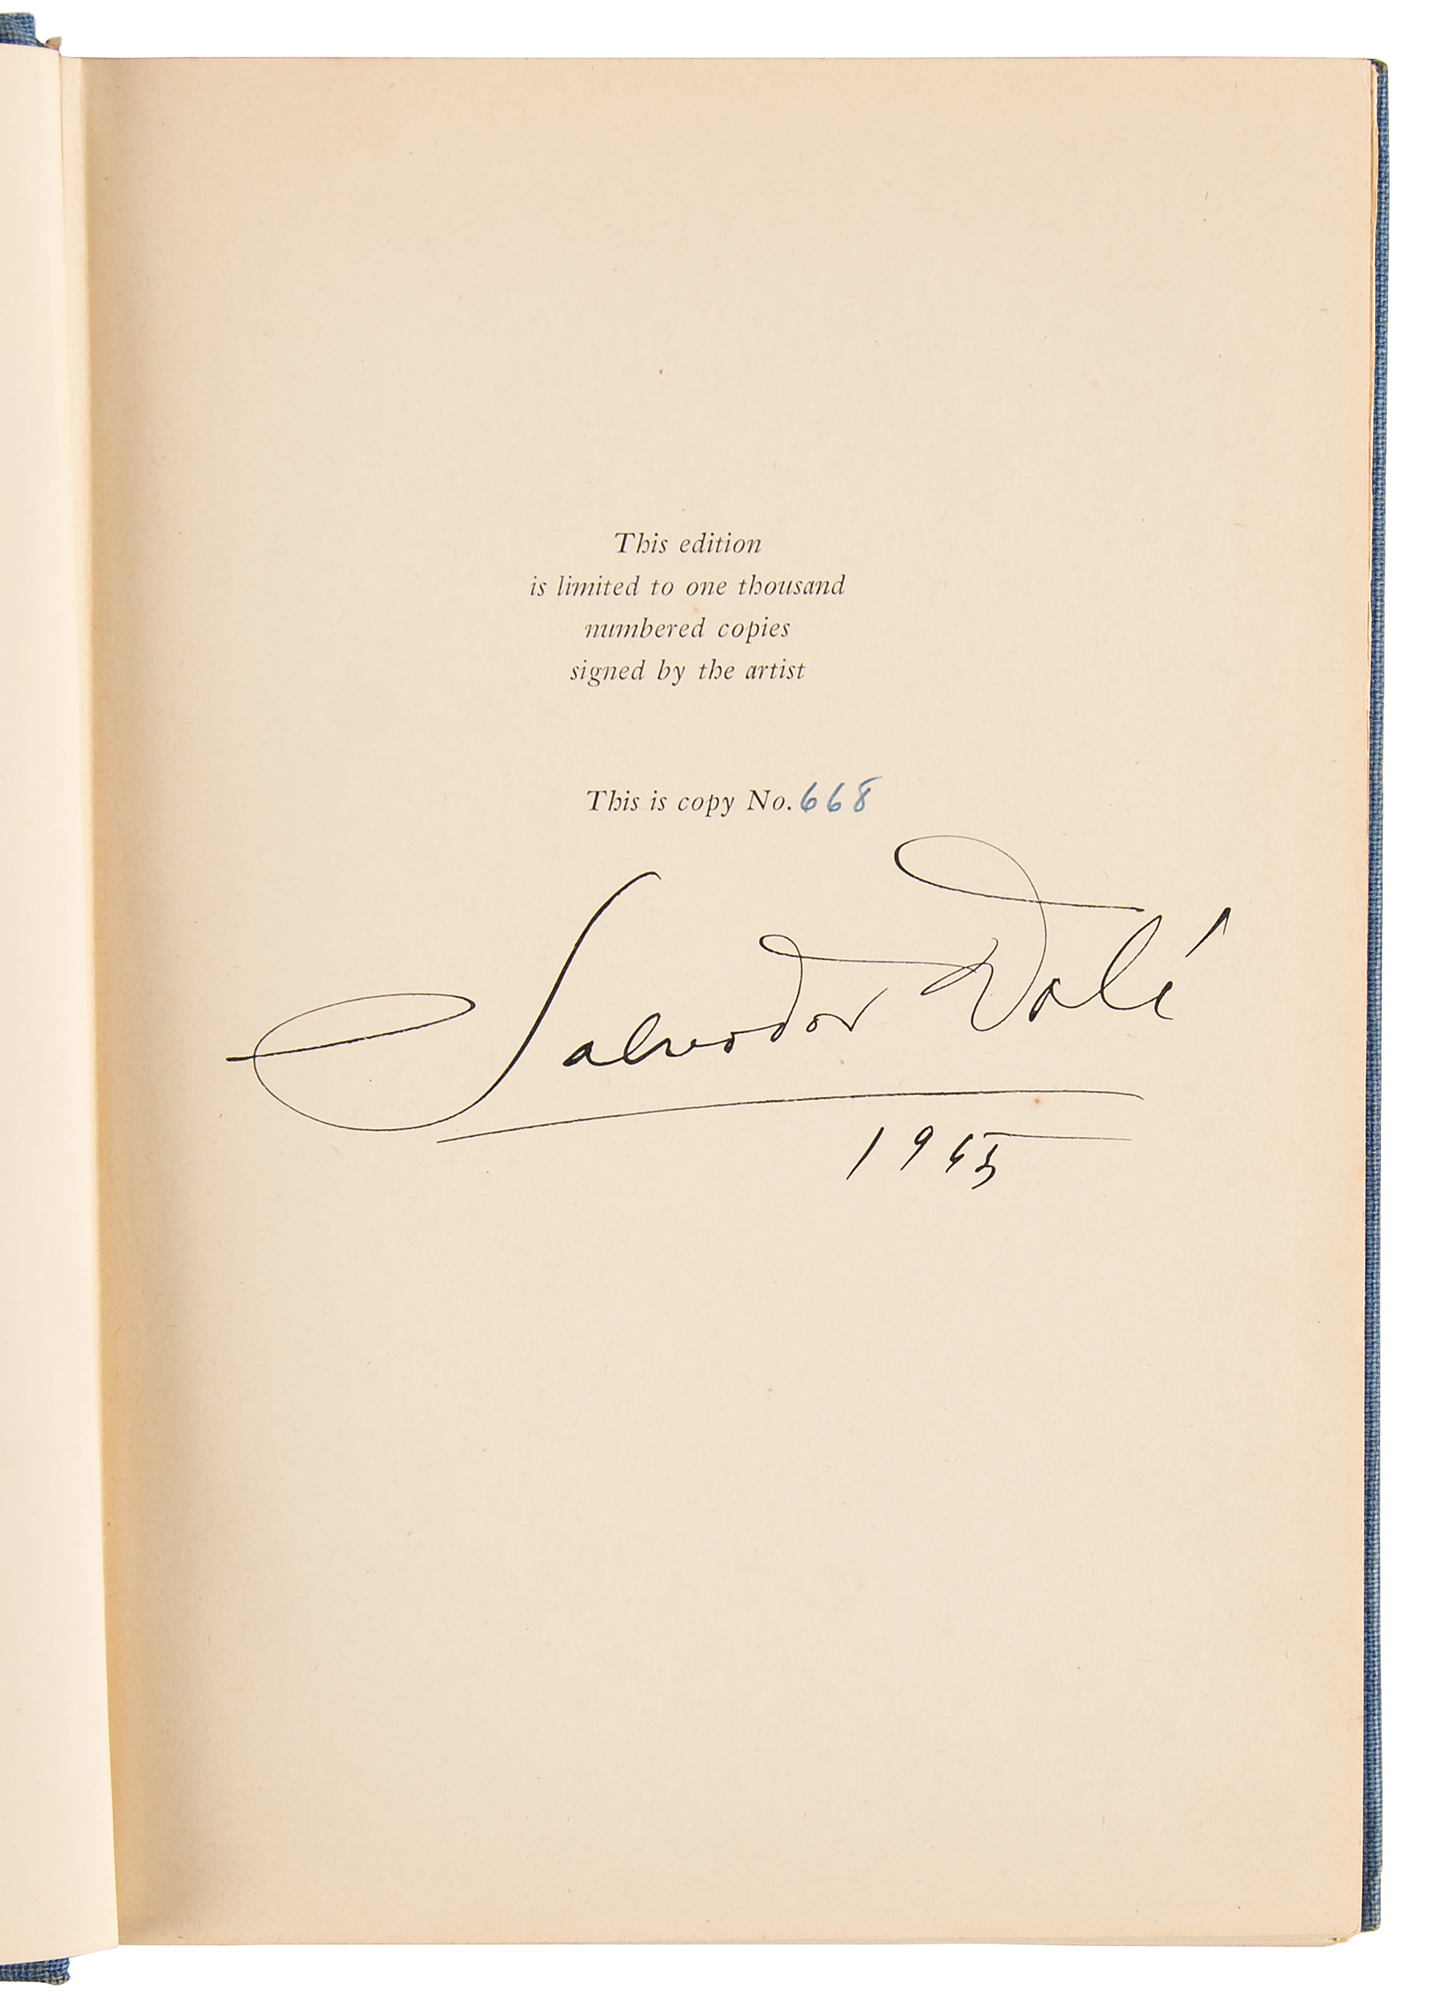 This edition
is limited to one thousand
numbered copies
signed by the artist
This is copy No. 668
Salvador Dalí
1945